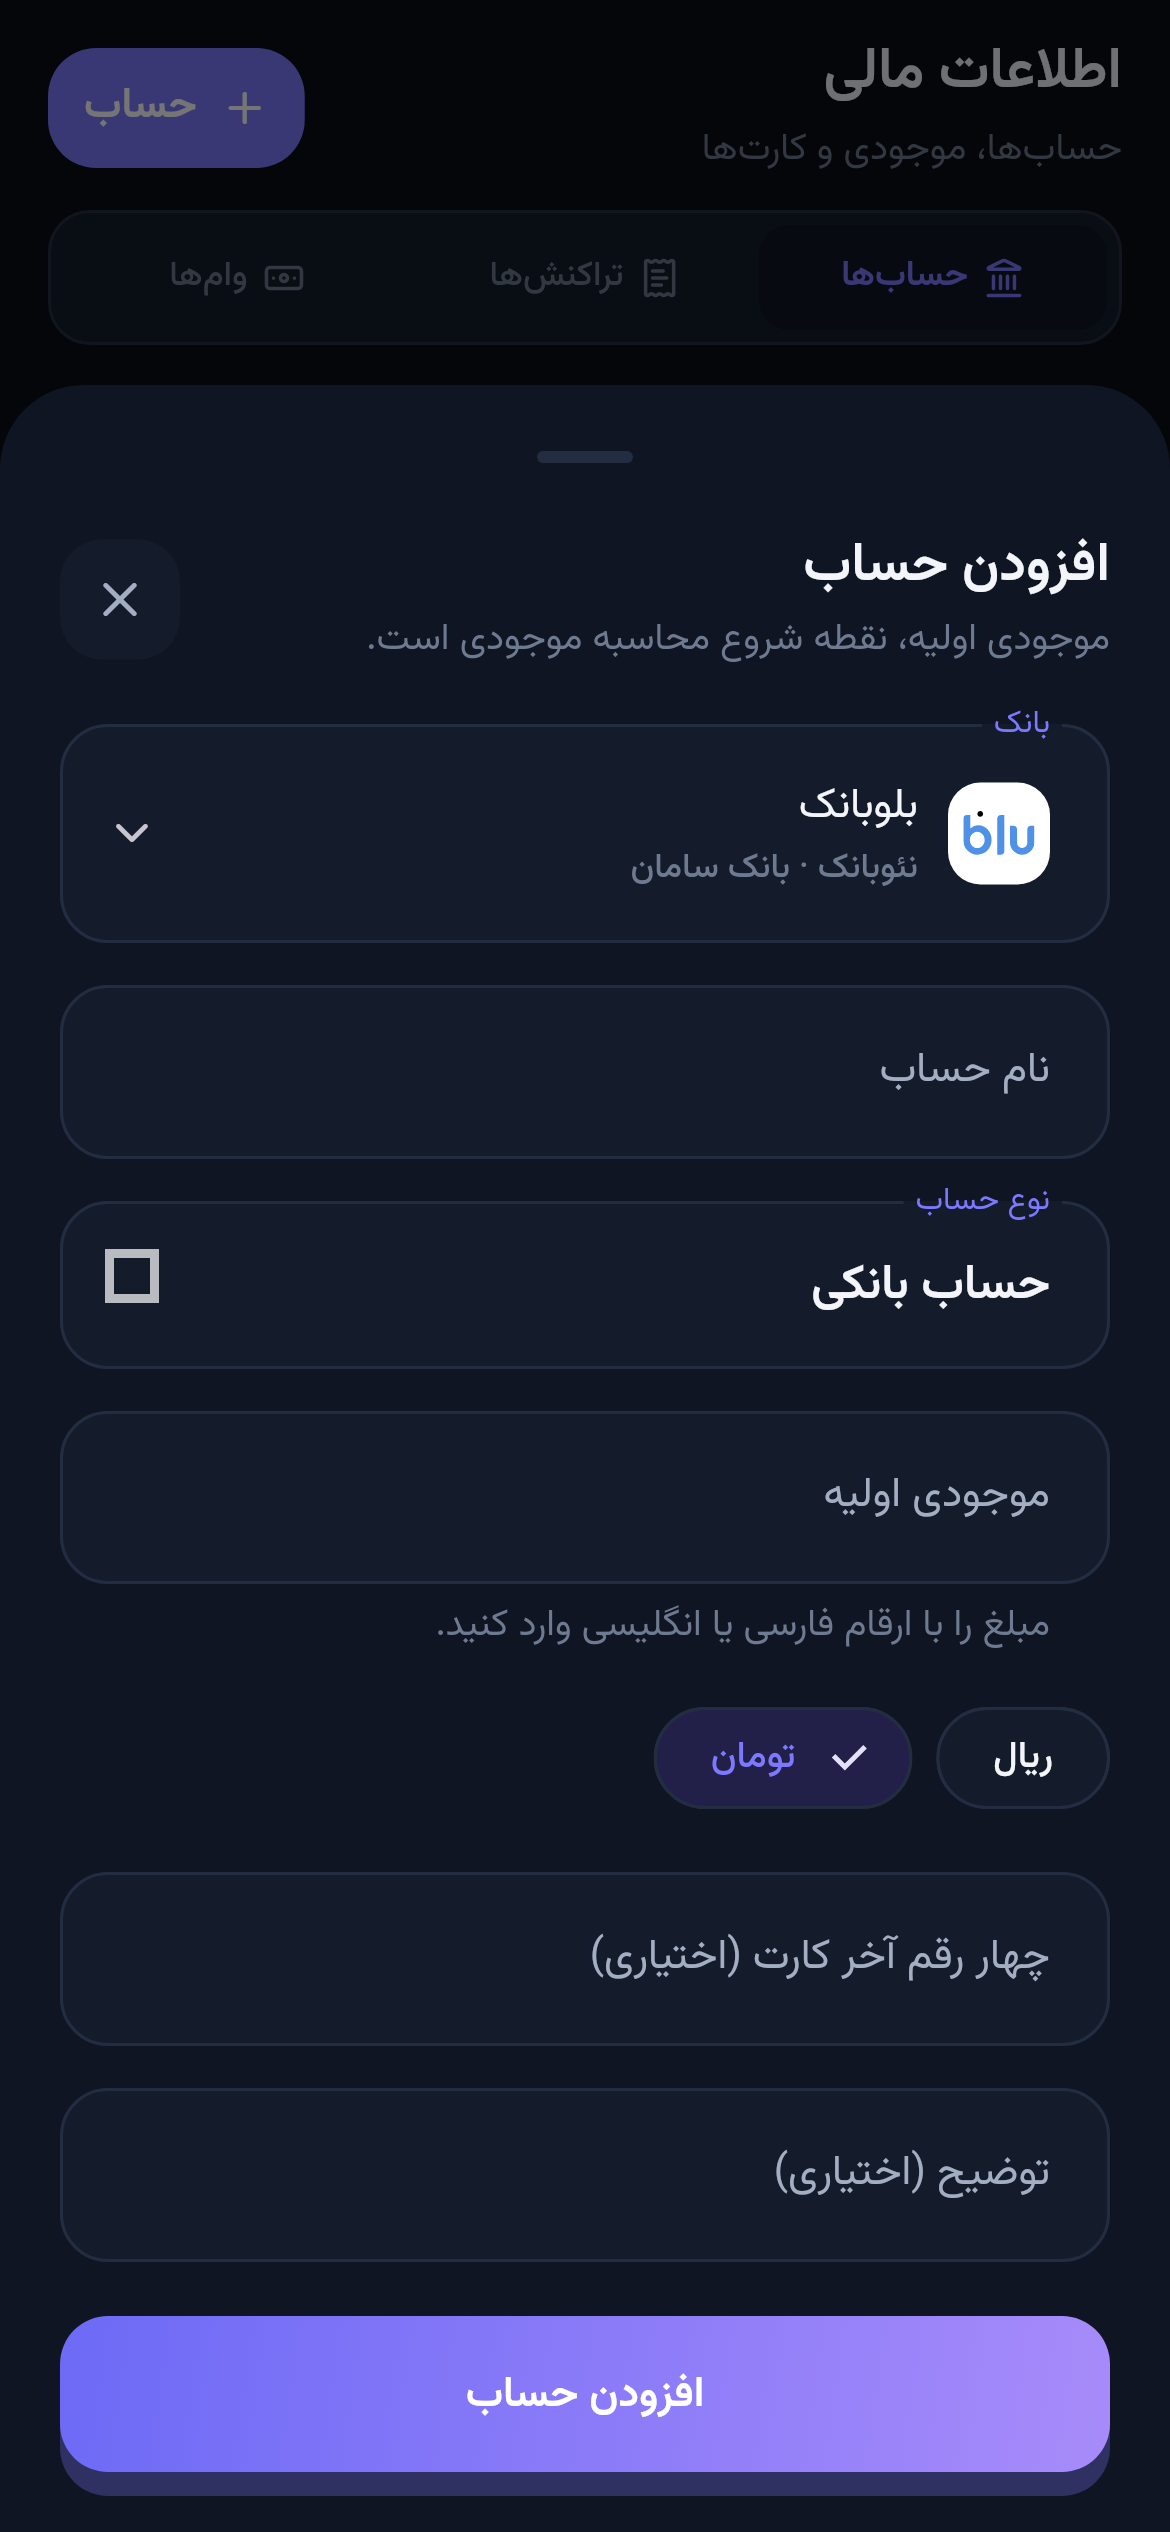 اطلاعات مالی
حساب‌ها، موجودی و کارت‌ها
حساب
حساب‌ها
تراکنش‌ها
وام‌ها
افزودن حساب
موجودی اولیه، نقطه شروع محاسبه موجودی است.
بانک
blu
بلوبانک
نئوبانک · بانک سامان
نام حساب
نوع حساب
حساب بانکی
موجودی اولیه
مبلغ را با ارقام فارسی یا انگلیسی وارد کنید.
ریال
تومان
چهار رقم آخر کارت (اختیاری)
توضیح (اختیاری)
افزودن حساب